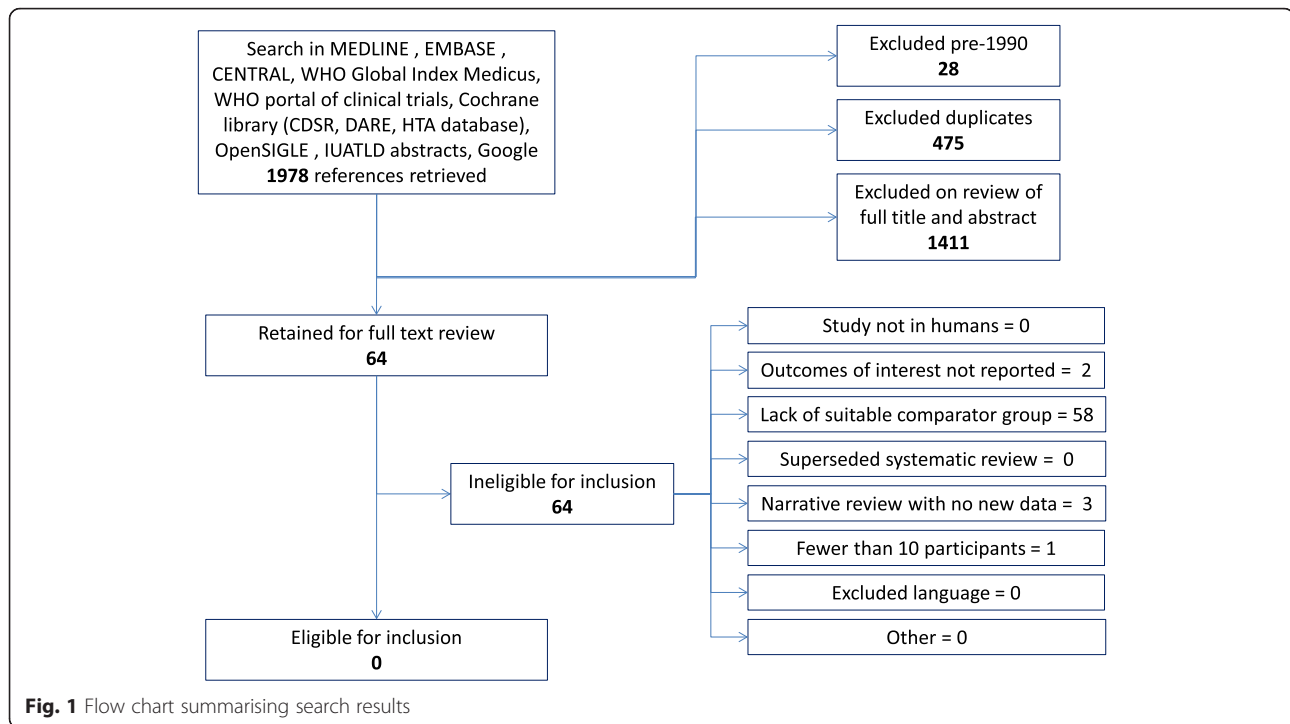 Search in MEDLINE , EMBASE ,
CENTRAL, WHO Global Index Medicus,
WHO portal of clinical trials, Cochrane
library (CDSR, DARE, HTA database),
OpenSIGLE , IUATLD abstracts, Google
1978 references retrieved
Excluded pre-1990
28
Excluded duplicates
475
Excluded on review of
full title and abstract
1411
Retained for full text review
64
Study not in humans = 0
Outcomes of interest not reported = 2
Lack of suitable comparator group = 58
Superseded systematic review = 0
Ineligible for inclusion
64
Narrative review with no new data = 3
Fewer than 10 participants = 1
Excluded language = 0
Other = 0
Eligible for inclusion
0
Fig. 1 Flow chart summarising search results